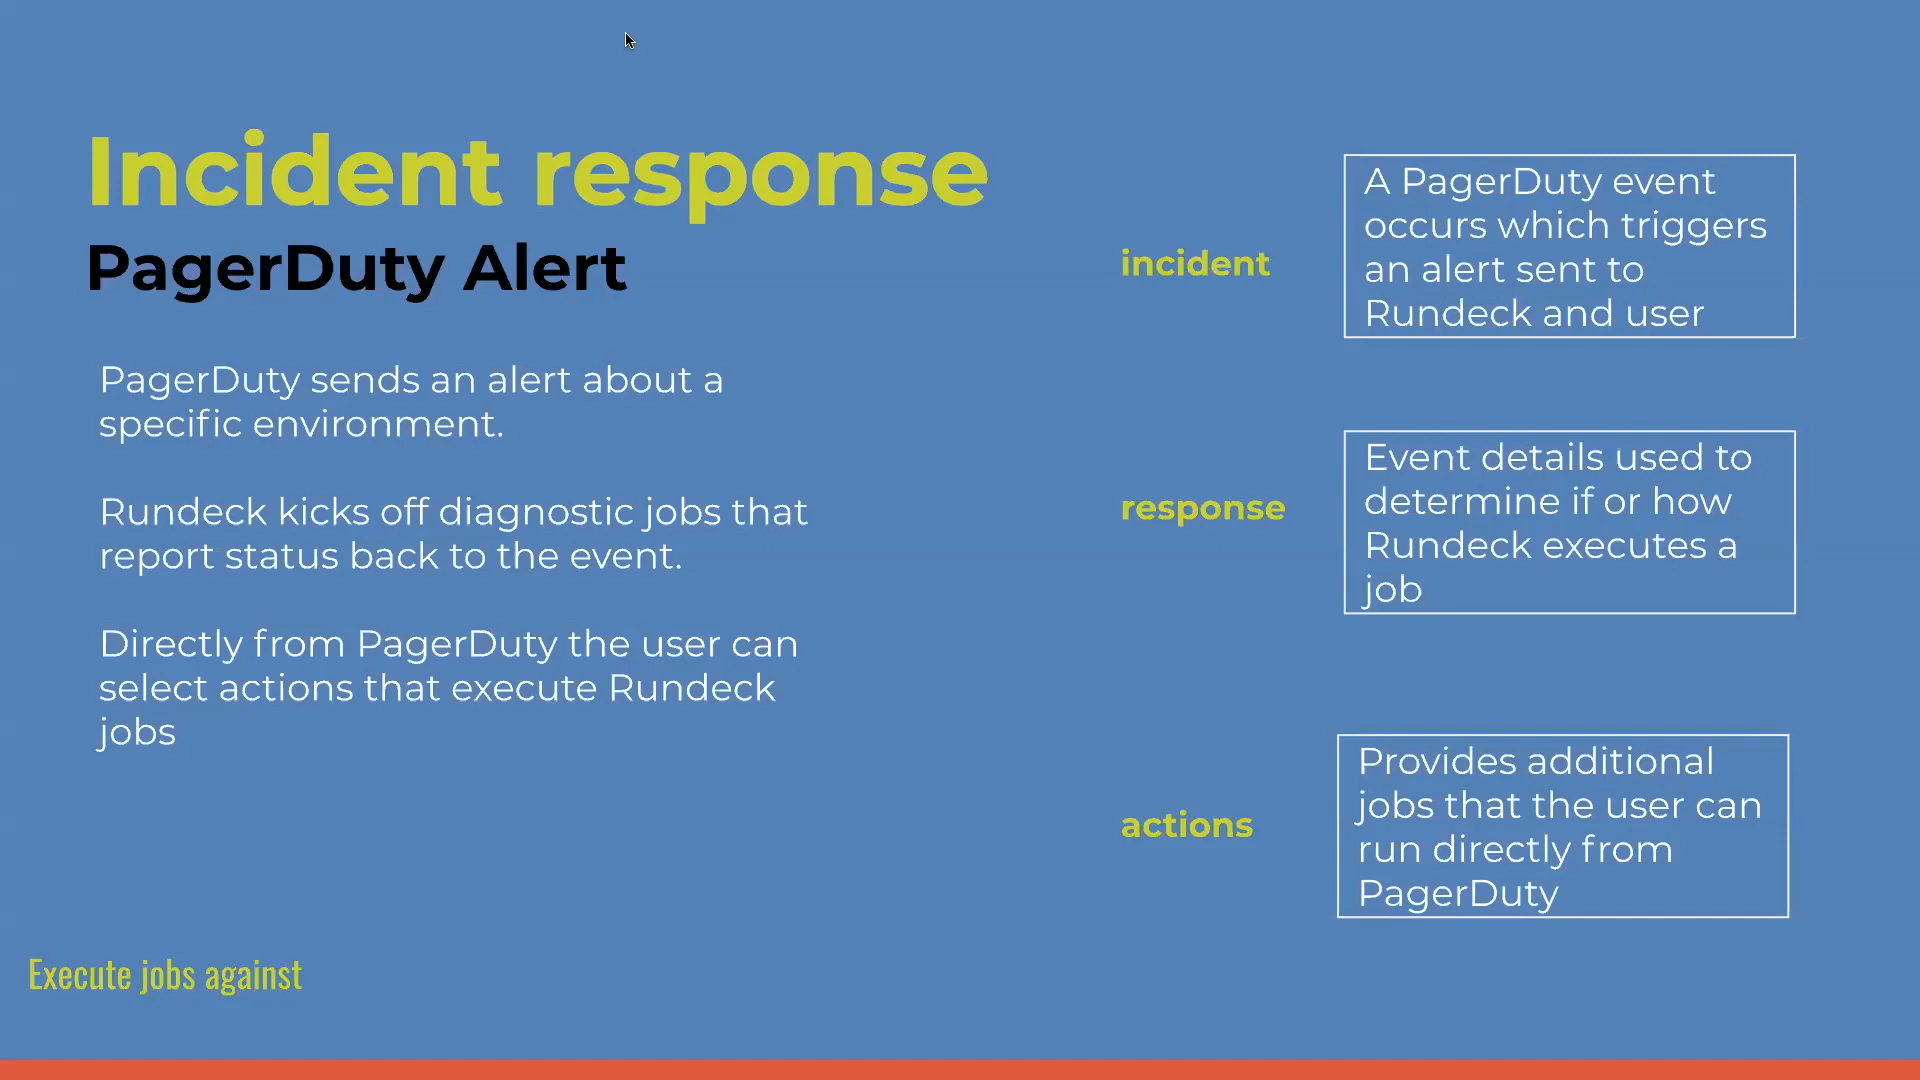 Incident response
PagerDuty Alert
PagerDuty sends an alert about a
specific environment.
Rundeck kicks off diagnostic jobs that
report status back to the event.
Directly from PagerDuty the user can
select actions that execute Rundeck
jobs
incident
A PagerDuty event
occurs which triggers
an alert sent to
Rundeck and user
response
Event details used to
determine if or how
Rundeck executes a
job
actions
Provides additional
jobs that the user can
run directly from
PagerDuty
Execute jobs against